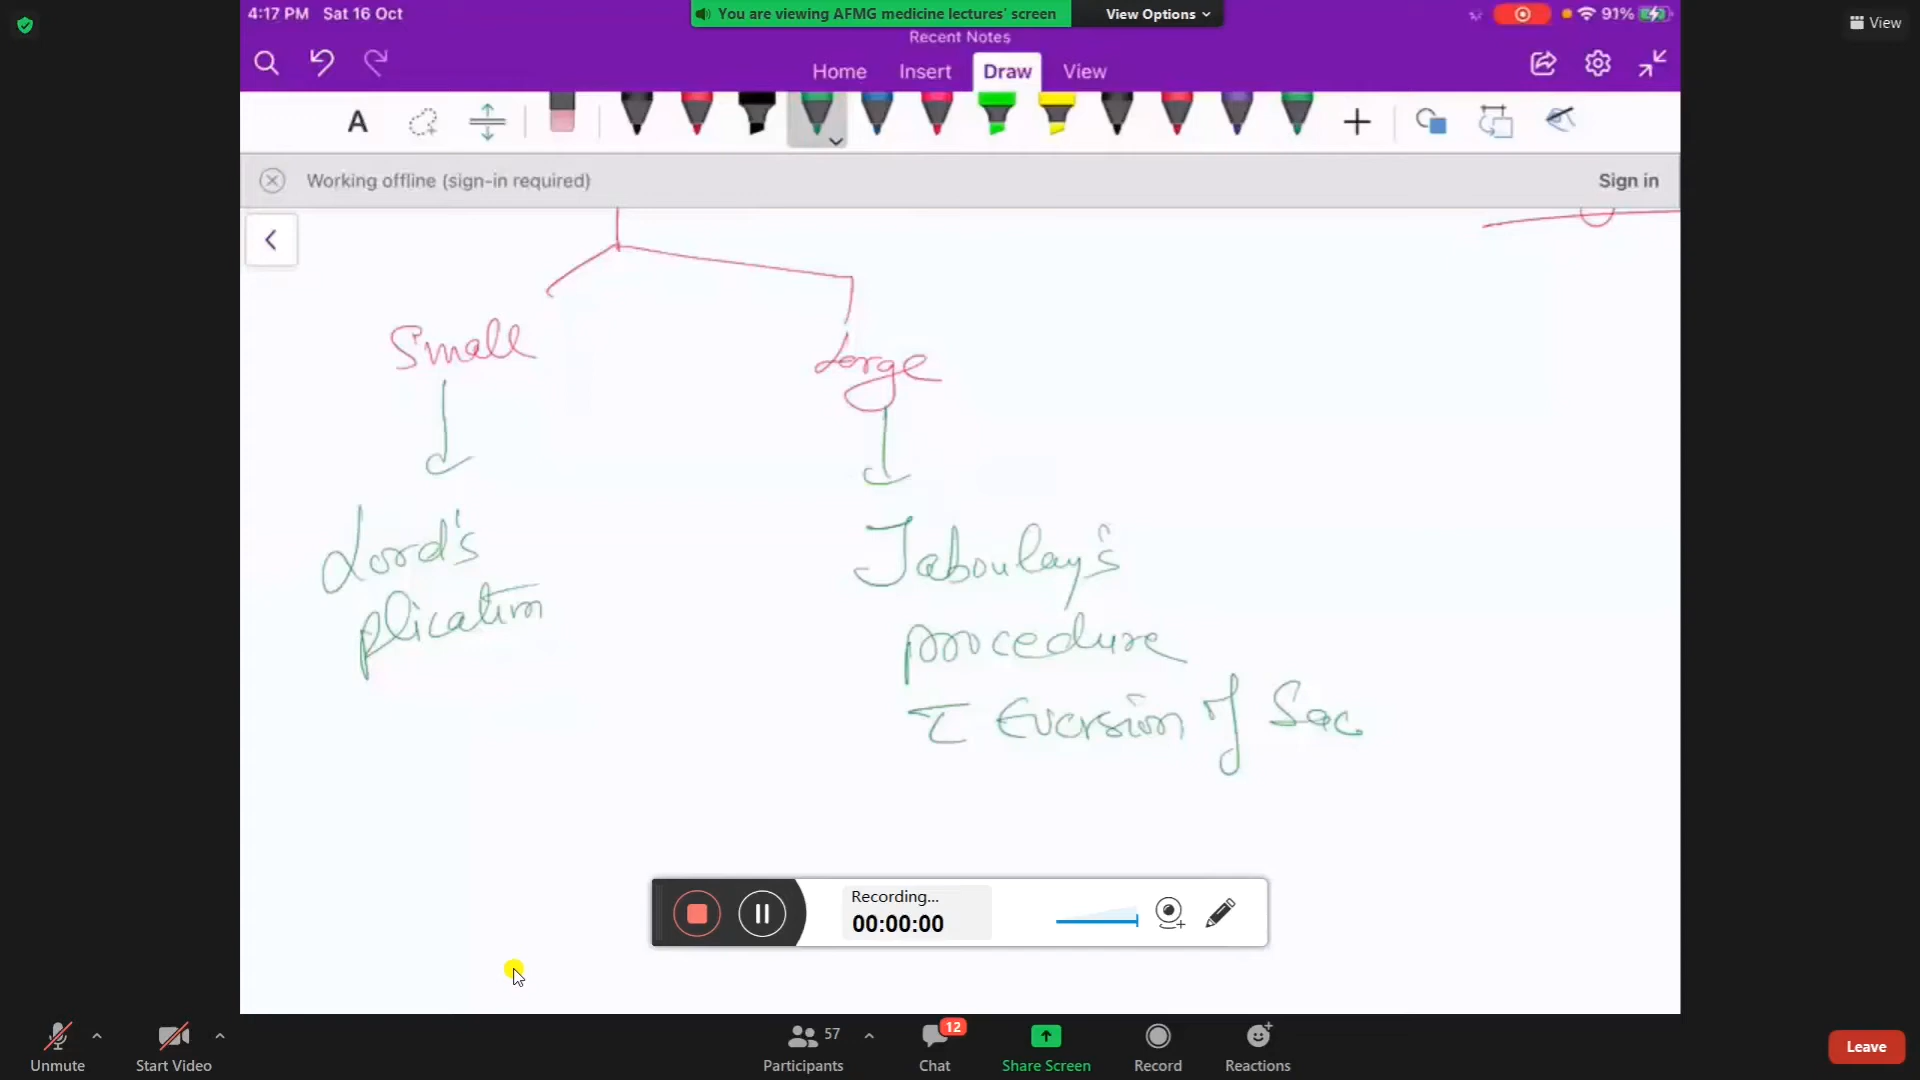 4:17 PM Sat 16 Oct
You are viewing AFMG medicine lectures' screen
View Options
91%
View
Recent Notes
Home Insert Draw View
A
Working offline (sign-in required)
Sign in
Small
Large
Lord's
plication
Jaboulay's
procedure
Eversion of Sac
Recording...
00:00:00
Unmute
Start Video
57
Participants
12
Chat
Share Screen
Record
Reactions
Leave